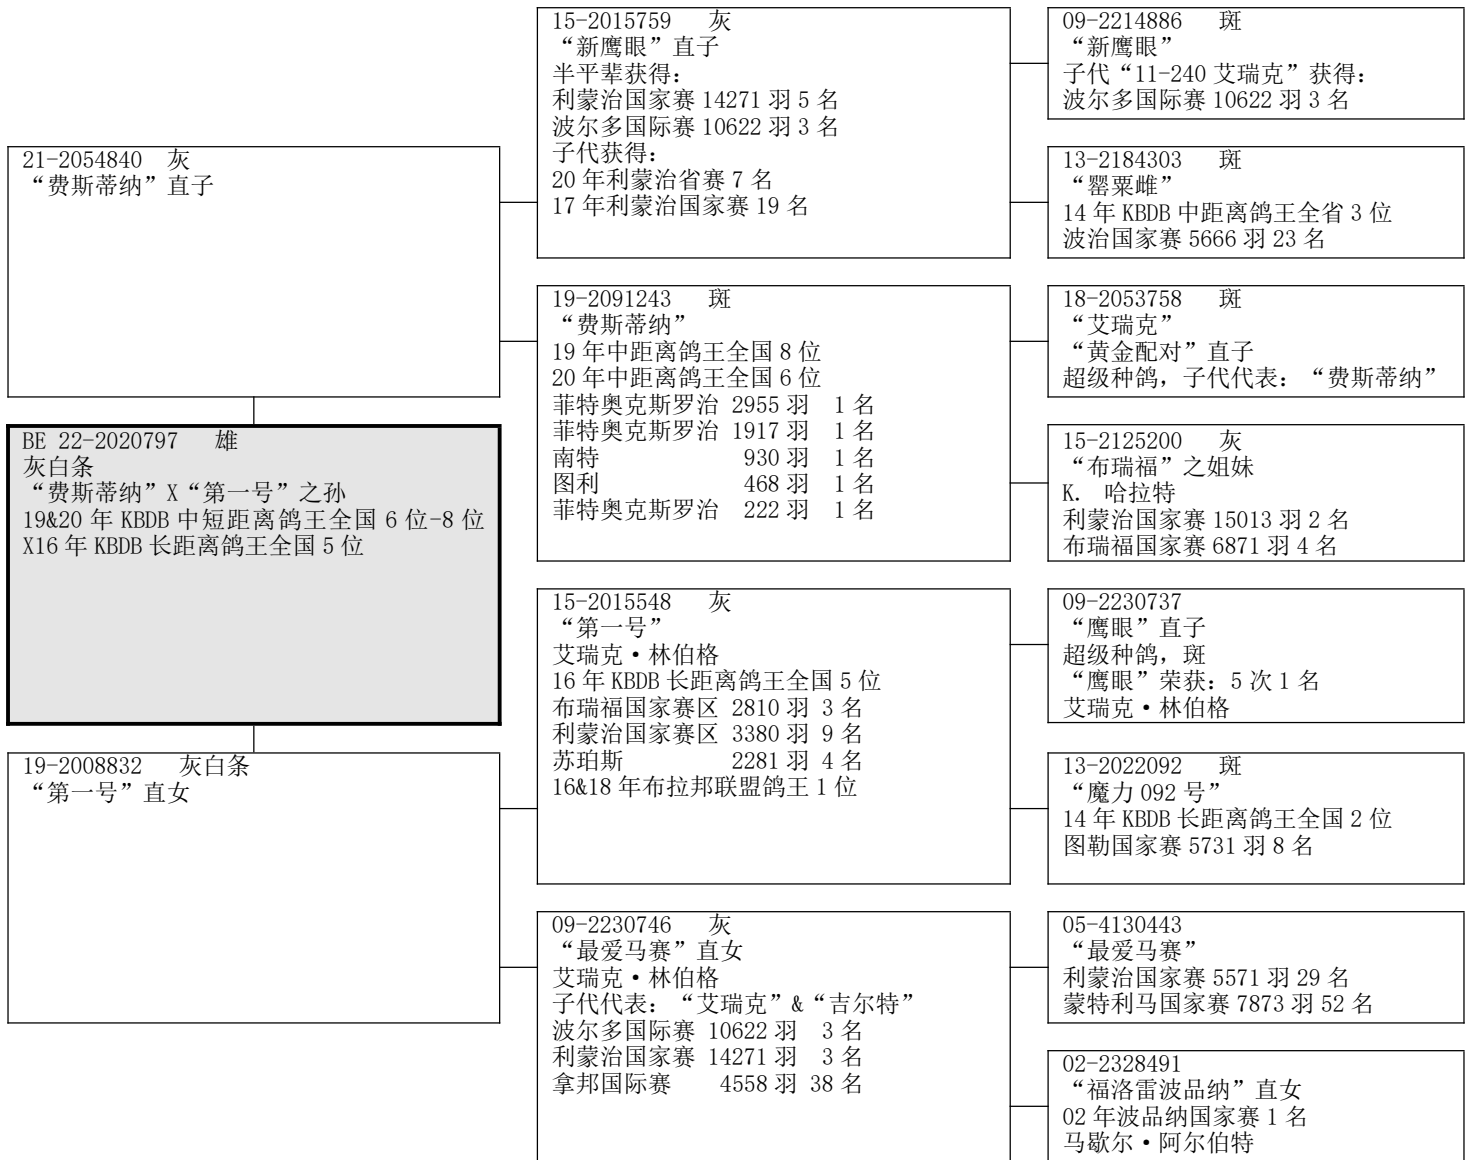 21-2054840 灰
“费斯蒂纳”直子
BE 22-2020797 雄
灰白条
“费斯蒂纳”X“第一号”之孙
19&20 年 KBDB 中短距离鸽王全国 6 位-8 位
X16 年 KBDB 长距离鸽王全国 5 位
19-2008832 灰白条
“第一号”直女
15-2015759 灰
“新鹰眼”直子
半平辈获得：
利蒙治国家赛 14271 羽 5 名
波尔多国际赛 10622 羽 3 名
子代获得：
20 年利蒙治省赛 7 名
17 年利蒙治国家赛 19 名
19-2091243 斑
“费斯蒂纳”
19 年中距离鸽王全国 8 位
20 年中距离鸽王全国 6 位
菲特奥克斯罗治 2955 羽 1 名
菲特奥克斯罗治 1917 羽 1 名
南特 930 羽 1 名
图利 468 羽 1 名
菲特奥克斯罗治 222 羽 1 名
15-2015548 灰
“第一号”
艾瑞克•林伯格
16 年 KBDB 长距离鸽王全国 5 位
布瑞福国家赛区 2810 羽 3 名
利蒙治国家赛区 3380 羽 9 名
苏珀斯 2281 羽 4 名
16&18 年布拉邦联盟鸽王 1 位
09-2230746 灰
“最爱马赛”直女
艾瑞克•林伯格
子代代表：“艾瑞克”&“吉尔特”
波尔多国际赛 10622 羽 3 名
利蒙治国家赛 14271 羽 3 名
拿邦国际赛 4558 羽 38 名
09-2214886 斑
“新鹰眼”
子代“11-240 艾瑞克”获得：
波尔多国际赛 10622 羽 3 名
13-2184303 斑
“罂粟雌”
14 年 KBDB 中距离鸽王全省 3 位
波治国家赛 5666 羽 23 名
18-2053758 斑
“艾瑞克”
“黄金配对”直子
超级种鸽，子代代表：“费斯蒂纳”
15-2125200 灰
“布瑞福”之姐妹
K. 哈拉特
利蒙治国家赛 15013 羽 2 名
布瑞福国家赛 6871 羽 4 名
09-2230737
“鹰眼”直子
超级种鸽，斑
“鹰眼”荣获：5 次 1 名
艾瑞克•林伯格
13-2022092 斑
“魔力 092 号”
14 年 KBDB 长距离鸽王全国 2 位
图勒国家赛 5731 羽 8 名
05-4130443
“最爱马赛”
利蒙治国家赛 5571 羽 29 名
蒙特利马国家赛 7873 羽 52 名
02-2328491
“福洛雷波品纳”直女
02 年波品纳国家赛 1 名
马歇尔•阿尔伯特